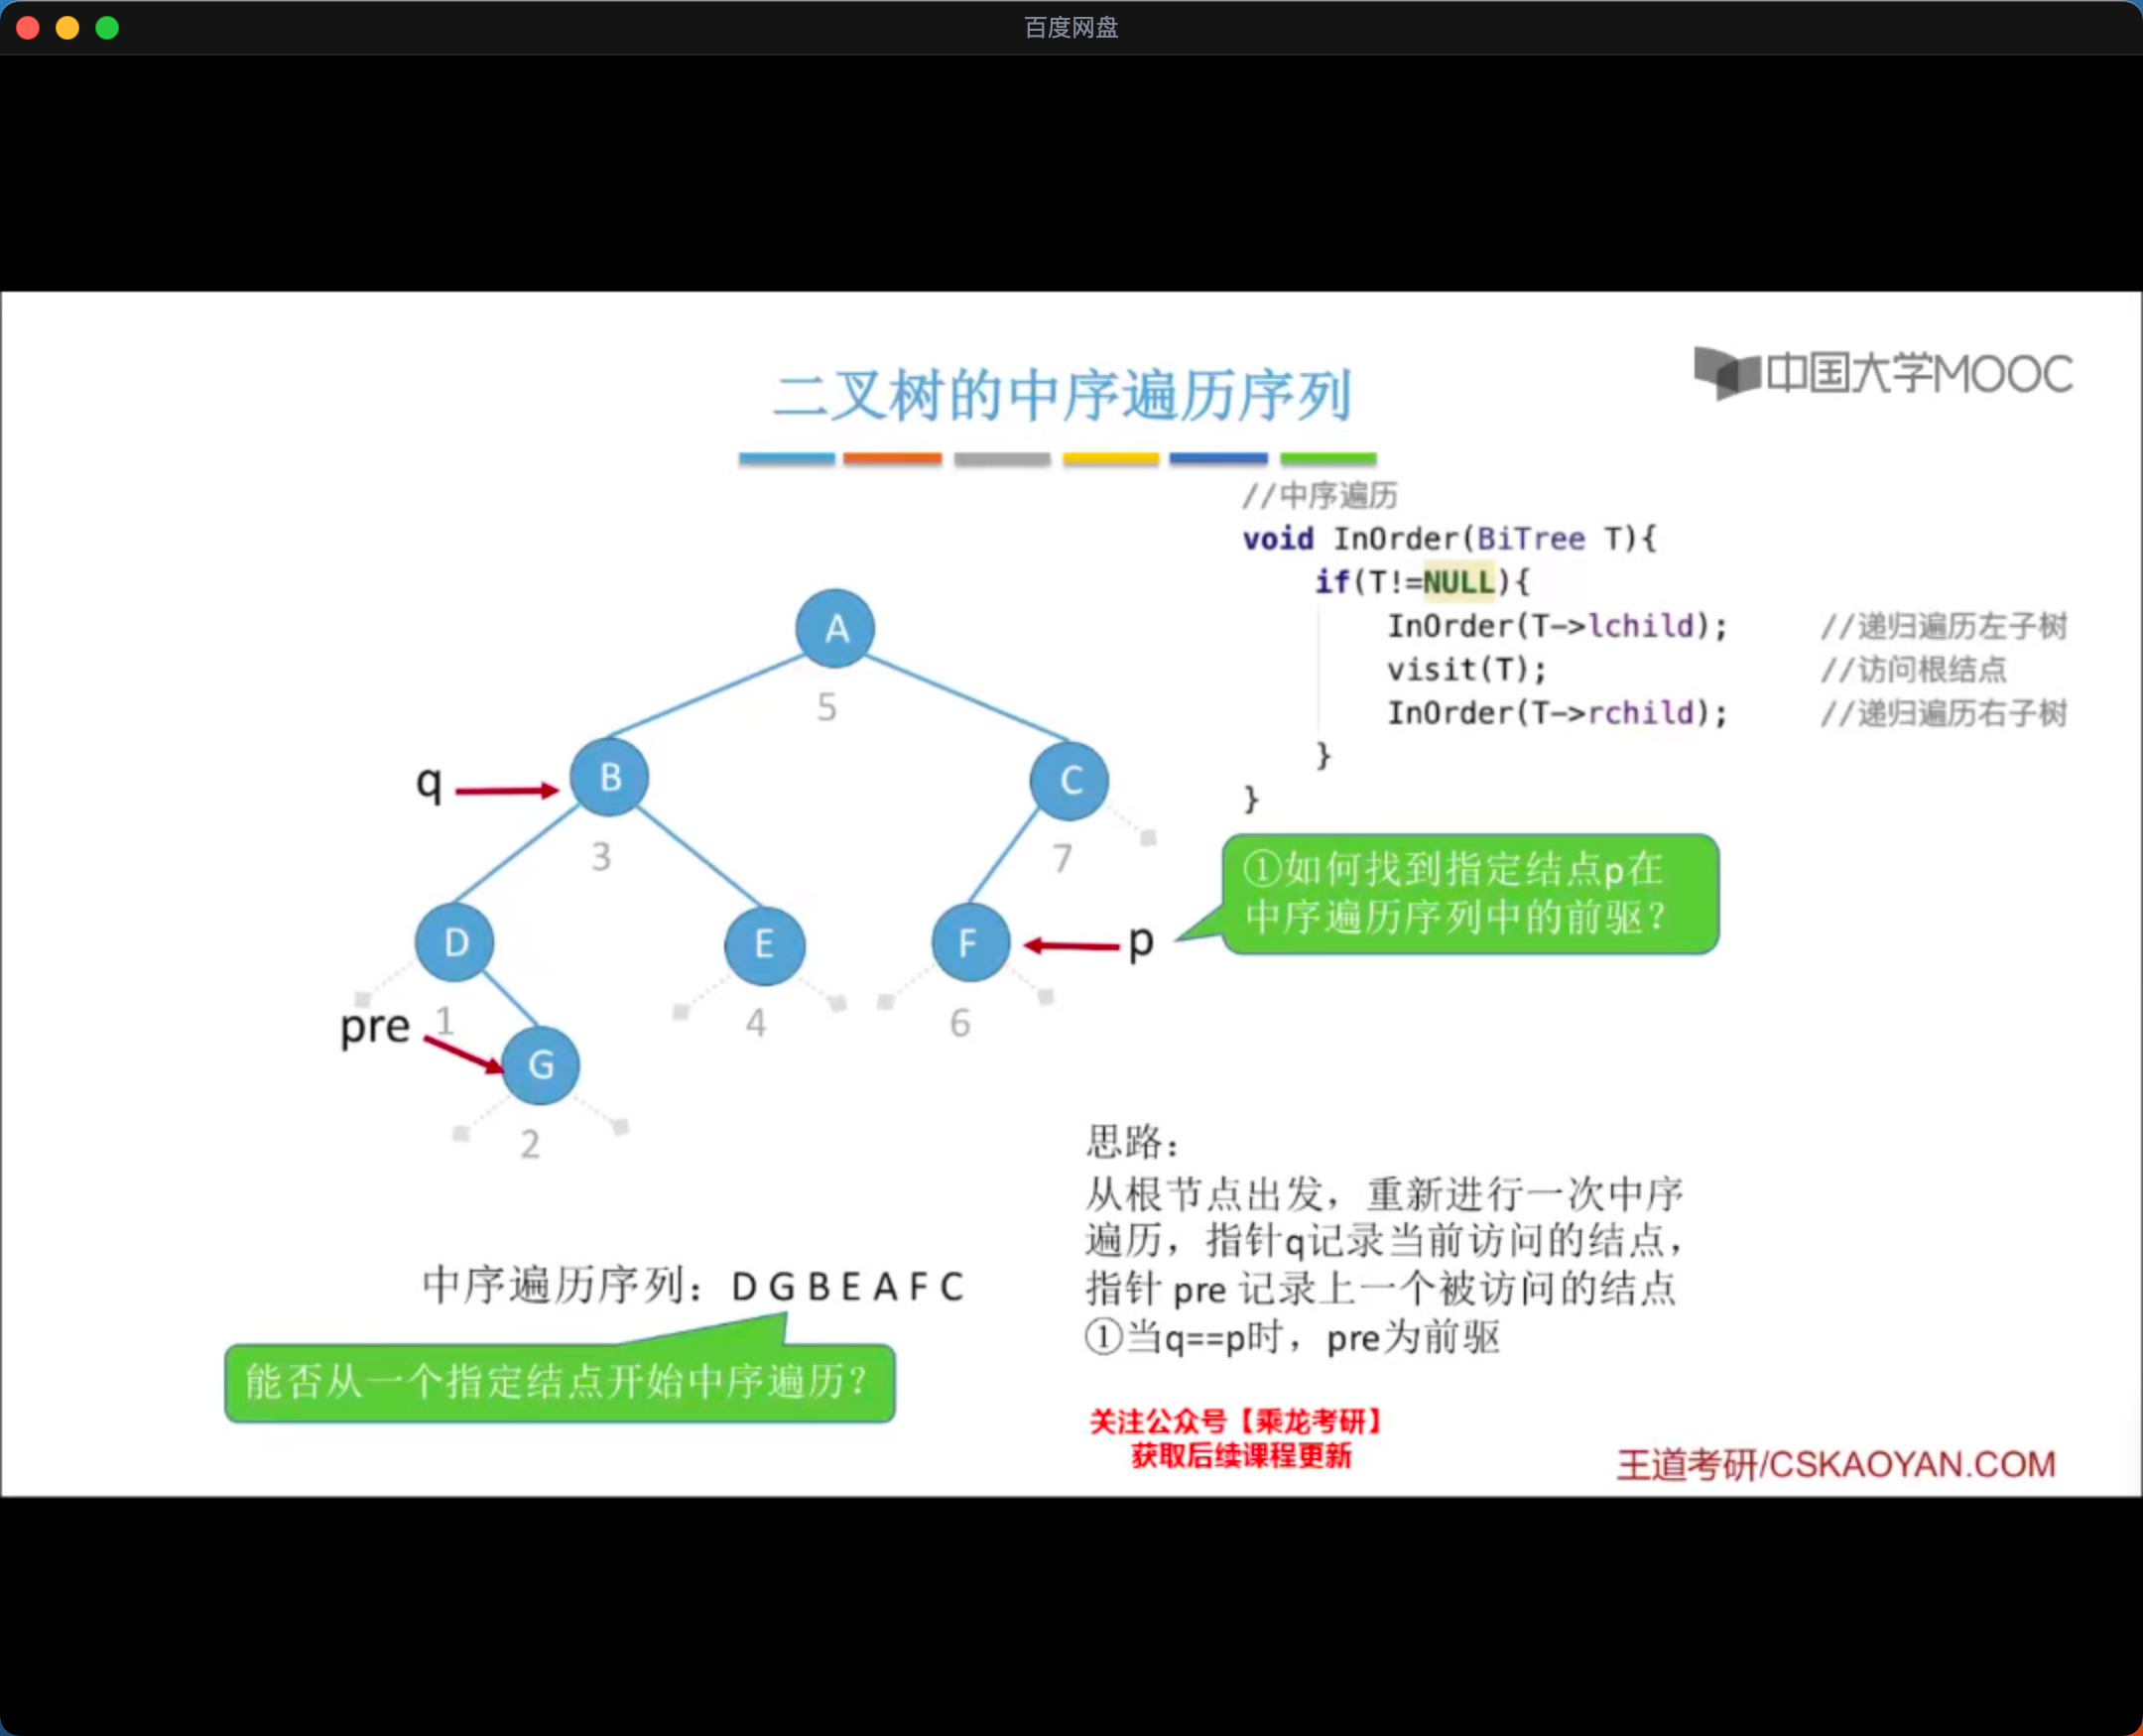 百度网盘
二叉树的中序遍历序列
中国大学MOOC
//中序遍历
void InOrder(BiTree T){
if(T!=NULL){
InOrder(T->lchild); //递归遍历左子树
visit(T); //访问根结点
InOrder(T->rchild); //递归遍历右子树
}
}
A
5
q
B
3
C
7
①如何找到指定结点p在
中序遍历序列中的前驱？
D
1
E
4
F
6
p
pre
G
2
思路：
从根节点出发，重新进行一次中序
遍历，指针q记录当前访问的结点，
指针 pre 记录上一个被访问的结点
①当q==p时，pre为前驱
中序遍历序列：D G B E A F C
能否从一个指定结点开始中序遍历？
关注公众号【乘龙考研】
获取后续课程更新
王道考研/CSKAOYAN.COM